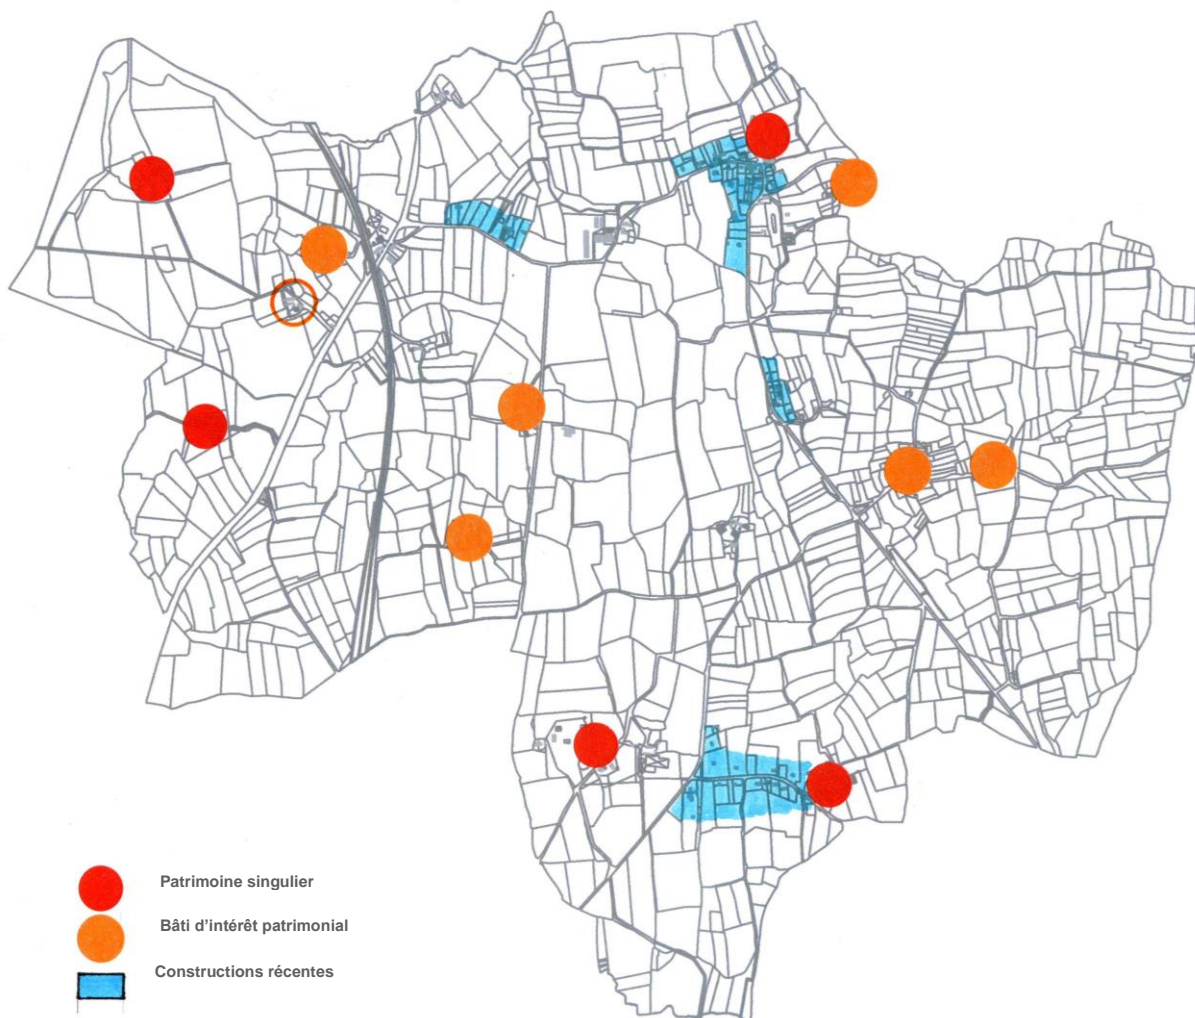 Patrimoine singulier
Bâti d’intérêt patrimonial
Constructions récentes